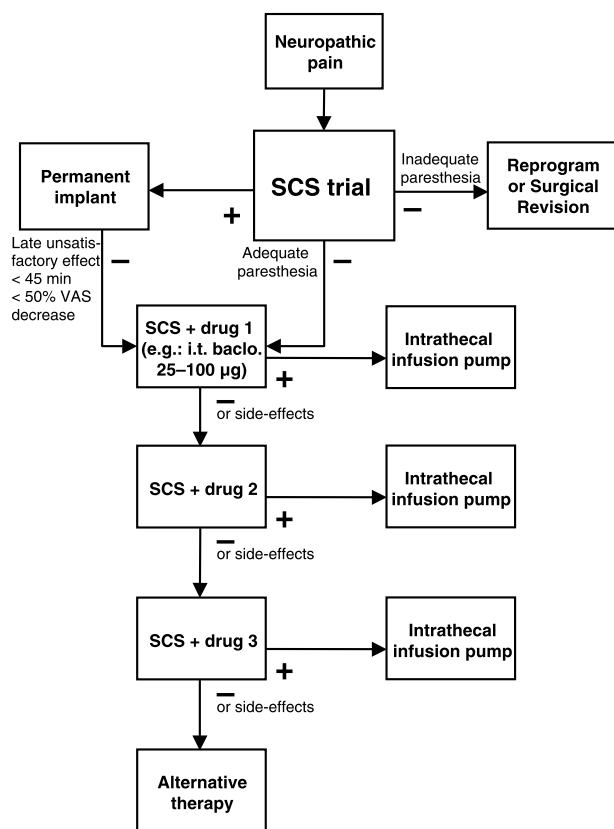 Neuropathic
pain
SCS trial
Inadequate
paresthesia
Reprogram
or Surgical
Revision
Permanent
implant
+
−
Late unsatis-
factory effect
< 45 min
< 50% VAS
decrease
−
Adequate
paresthesia
−
SCS + drug 1
(e.g.: i.t. baclo.
25–100 µg)
Intrathecal
infusion pump
+
−
or side-effects
SCS + drug 2
Intrathecal
infusion pump
+
−
or side-effects
SCS + drug 3
Intrathecal
infusion pump
+
−
or side-effects
Alternative
therapy